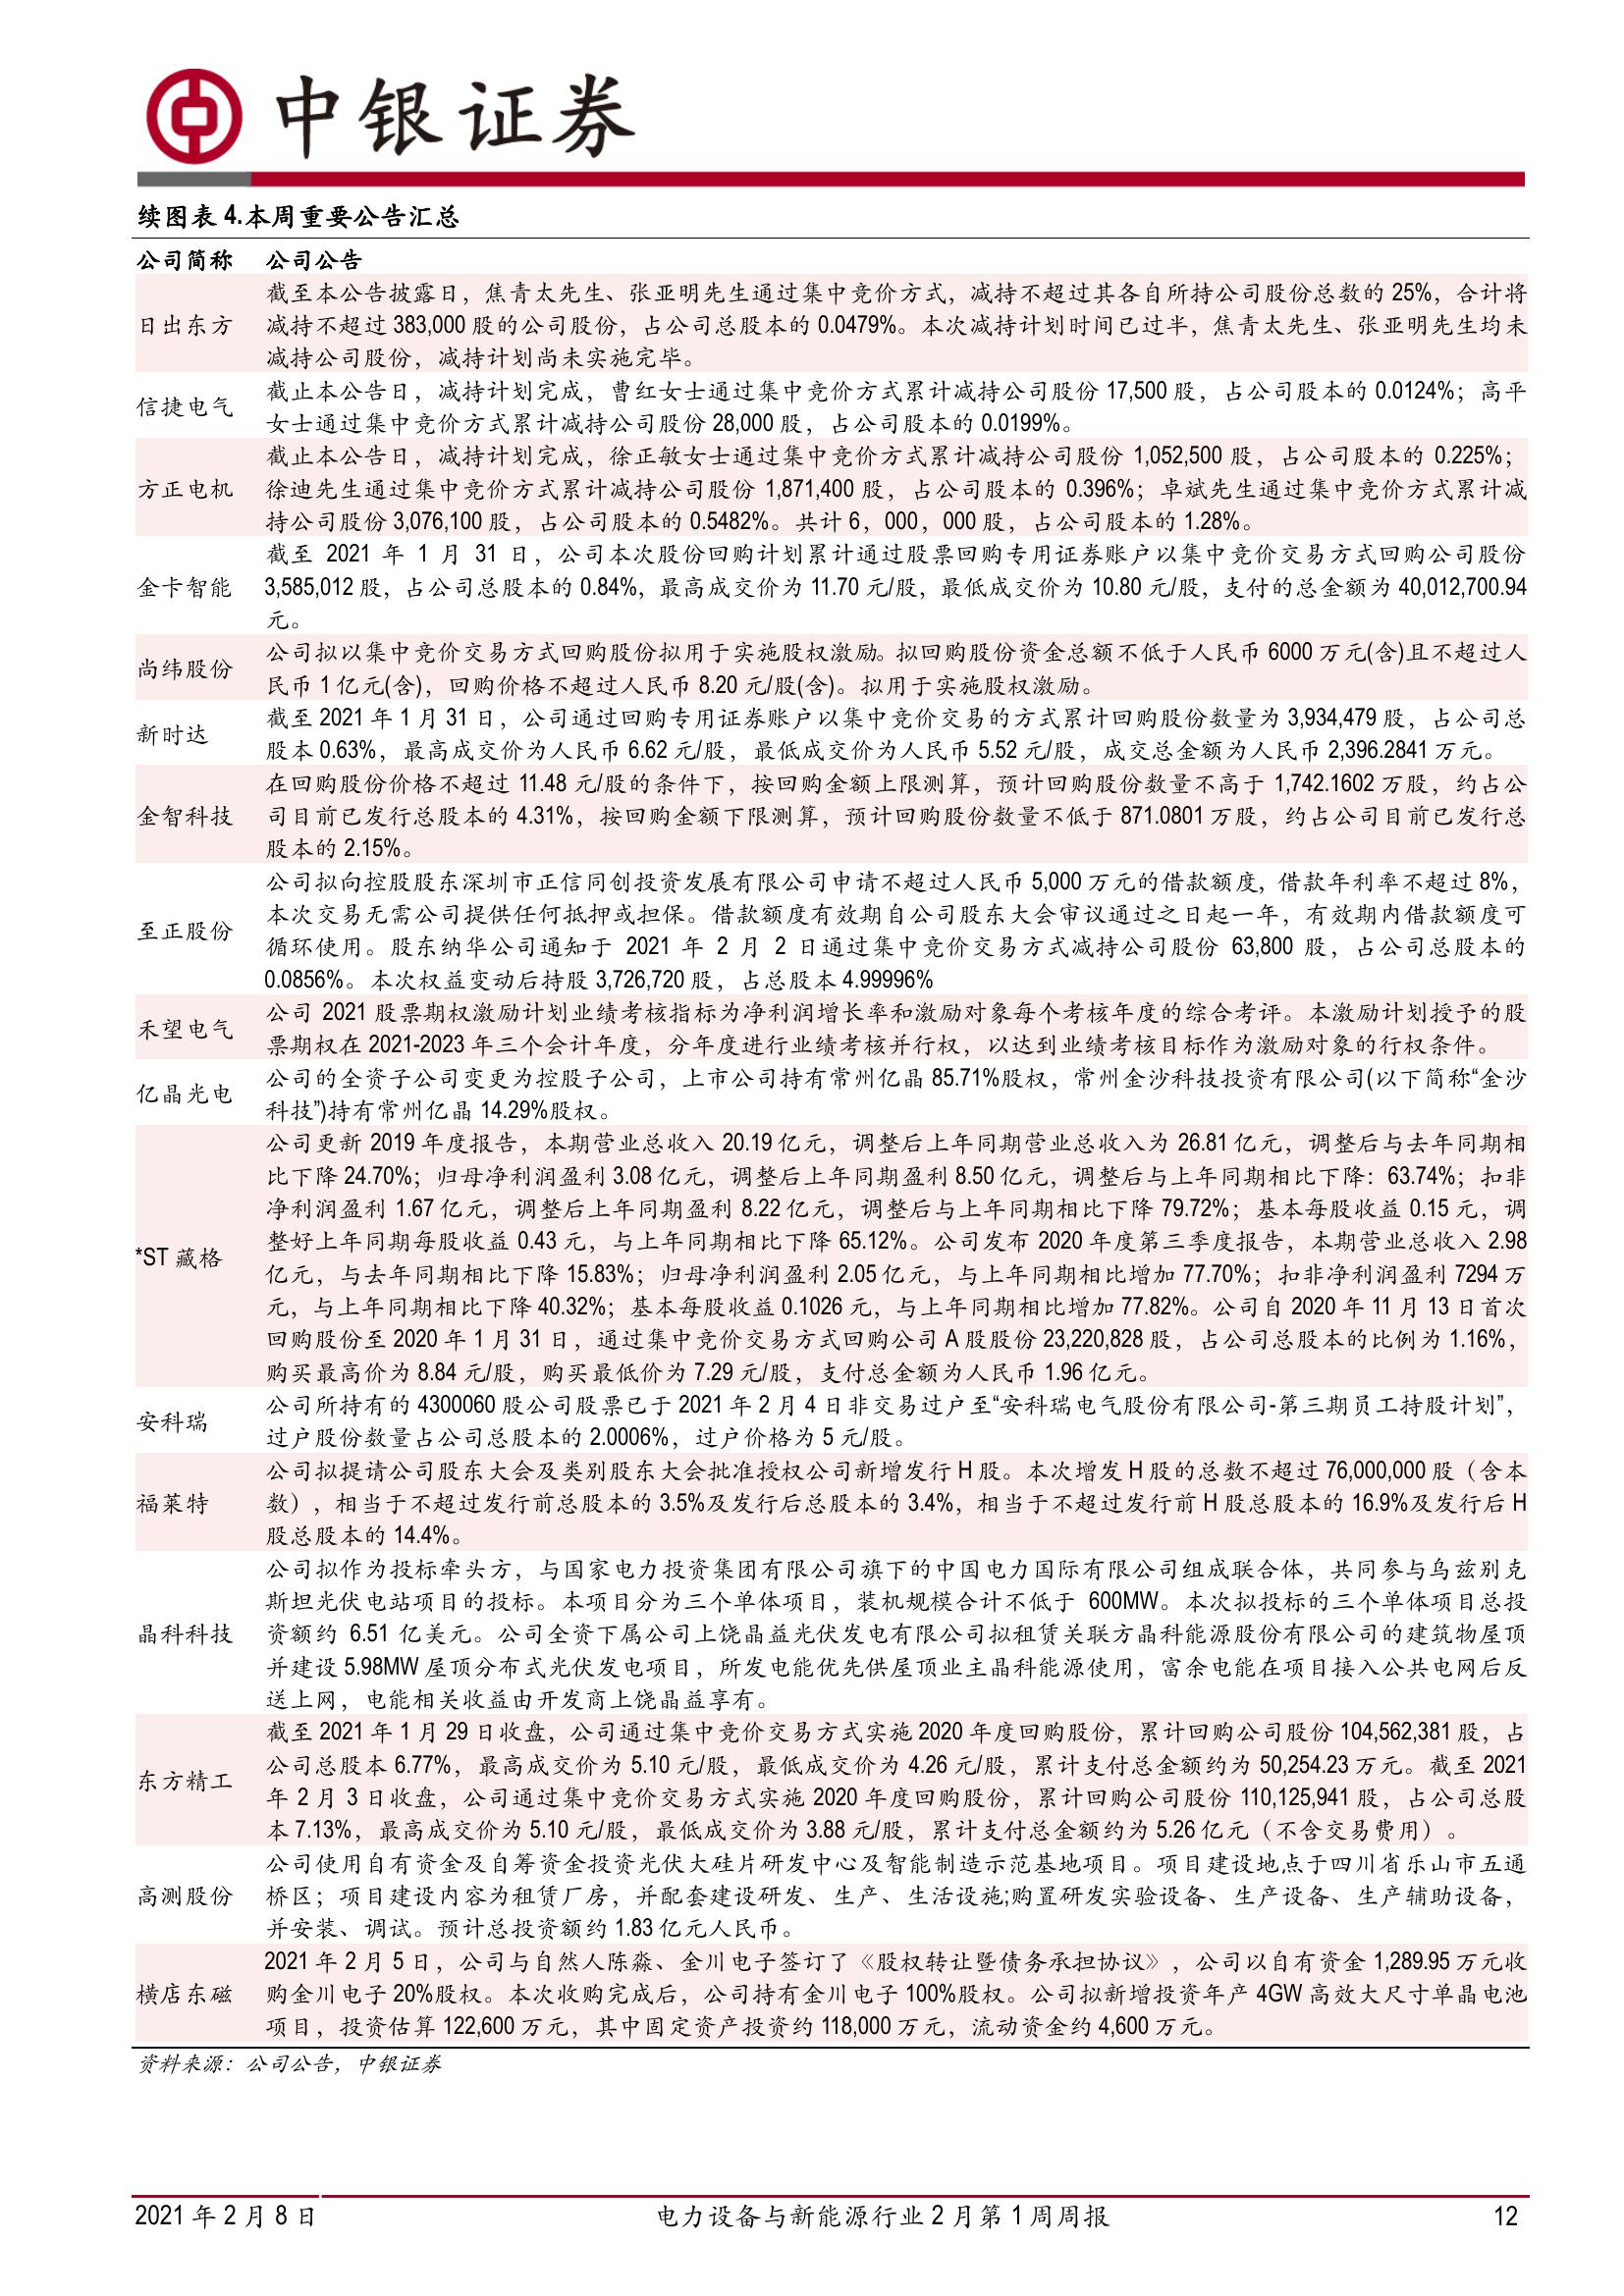 中银证券
续图表 4.本周重要公告汇总
公司简称 公司公告
日出东方
截至本公告披露日，焦青太先生、张亚明先生通过集中竞价方式，减持不超过其各自所持公司股份总数的 25%，合计将
减持不超过 383,000 股的公司股份，占公司总股本的 0.0479%。本次减持计划时间已过半，焦青太先生、张亚明先生均未
减持公司股份，减持计划尚未实施完毕。
信捷电气
截止本公告日，减持计划完成，曹红女士通过集中竞价方式累计减持公司股份 17,500 股，占公司股本的 0.0124%；高平
女士通过集中竞价方式累计减持公司股份 28,000 股，占公司股本的 0.0199%。
方正电机
截止本公告日，减持计划完成，徐正敏女士通过集中竞价方式累计减持公司股份 1,052,500 股，占公司股本的 0.225%；
徐迪先生通过集中竞价方式累计减持公司股份 1,871,400 股，占公司股本的 0.396%；卓斌先生通过集中竞价方式累计减
持公司股份 3,076,100 股，占公司股本的 0.5482%。共计 6，000，000 股，占公司股本的 1.28%。
金卡智能
截至 2021 年 1 月 31 日，公司本次股份回购计划累计通过股票回购专用证券账户以集中竞价交易方式回购公司股份
3,585,012 股，占公司总股本的 0.84%，最高成交价为 11.70 元/股，最低成交价为 10.80 元/股，支付的总金额为 40,012,700.94
元。
尚纬股份
公司拟以集中竞价交易方式回购股份拟用于实施股权激励。拟回购股份资金总额不低于人民币 6000 万元(含)且不超过人
民币 1 亿元(含)，回购价格不超过人民币 8.20 元/股(含)。拟用于实施股权激励。
新时达
截至 2021 年 1 月 31 日，公司通过回购专用证券账户以集中竞价交易的方式累计回购股份数量为 3,934,479 股，占公司总
股本 0.63%，最高成交价为人民币 6.62 元/股，最低成交价为人民币 5.52 元/股，成交总金额为人民币 2,396.2841 万元。
金智科技
在回购股份价格不超过 11.48 元/股的条件下，按回购金额上限测算，预计回购股份数量不高于 1,742.1602 万股，约占公
司目前已发行总股本的 4.31%，按回购金额下限测算，预计回购股份数量不低于 871.0801 万股，约占公司目前已发行总
股本的 2.15%。
至正股份
公司拟向控股股东深圳市正信同创投资发展有限公司申请不超过人民币 5,000 万元的借款额度，借款年利率不超过 8%，
本次交易无需公司提供任何抵押或担保。借款额度有效期自公司股东大会审议通过之日起一年，有效期内借款额度可
循环使用。股东纳华公司通知于 2021 年 2 月 2 日通过集中竞价交易方式减持公司股份 63,800 股，占公司总股本的
0.0856%。本次权益变动后持股 3,726,720 股，占总股本 4.99996%
禾望电气
公司 2021 股票期权激励计划业绩考核指标为净利润增长率和激励对象每个考核年度的综合考评。本激励计划授予的股
票期权在 2021-2023 年三个会计年度，分年度进行业绩考核并行权，以达到业绩考核目标作为激励对象的行权条件。
亿晶光电
公司的全资子公司变更为控股子公司，上市公司持有常州亿晶 85.71%股权，常州金沙科技投资有限公司(以下简称“金沙
科技”)持有常州亿晶 14.29%股权。
*ST 藏格
公司更新 2019 年度报告，本期营业总收入 20.19 亿元，调整后上年同期营业总收入为 26.81 亿元，调整后与去年同期相
比下降 24.70%；归母净利润盈利 3.08 亿元，调整后上年同期盈利 8.50 亿元，调整后与上年同期相比下降：63.74%；扣非
净利润盈利 1.67 亿元，调整后上年同期盈利 8.22 亿元，调整后与上年同期相比下降 79.72%；基本每股收益 0.15 元，调
整好上年同期每股收益 0.43 元，与上年同期相比下降 65.12%。公司发布 2020 年度第三季度报告，本期营业总收入 2.98
亿元，与去年同期相比下降 15.83%；归母净利润盈利 2.05 亿元，与上年同期相比增加 77.70%；扣非净利润盈利 7294 万
元，与上年同期相比下降 40.32%；基本每股收益 0.1026 元，与上年同期相比增加 77.82%。公司自 2020 年 11 月 13 日首次
回购股份至 2020 年 1 月 31 日，通过集中竞价交易方式回购公司 A 股股份 23,220,828 股，占公司总股本的比例为 1.16%，
购买最高价为 8.84 元/股，购买最低价为 7.29 元/股，支付总金额为人民币 1.96 亿元。
安科瑞
公司所持有的 4300060 股公司股票已于 2021 年 2 月 4 日非交易过户至“安科瑞电气股份有限公司-第三期员工持股计划”，
过户股份数量占公司总股本的 2.0006%，过户价格为 5 元/股。
福莱特
公司拟提请公司股东大会及类别股东大会批准授权公司新增发行 H 股。本次增发 H 股的总数不超过 76,000,000 股（含本
数），相当于不超过发行前总股本的 3.5%及发行后总股本的 3.4%，相当于不超过发行前 H 股总股本的 16.9%及发行后 H
股总股本的 14.4%。
晶科科技
公司拟作为投标牵头方，与国家电力投资集团有限公司旗下的中国电力国际有限公司组成联合体，共同参与乌兹别克
斯坦光伏电站项目的投标。本项目分为三个单体项目，装机规模合计不低于 600MW。本次拟投标的三个单体项目总投
资额约 6.51 亿美元。公司全资下属公司上饶晶益光伏发电有限公司拟租赁关联方晶科能源股份有限公司的建筑物屋顶
并建设 5.98MW 屋顶分布式光伏发电项目，所发电能优先供屋顶业主晶科能源使用，富余电能在项目接入公共电网后反
送上网，电能相关收益由开发商上饶晶益享有。
东方精工
截至 2021 年 1 月 29 日收盘，公司通过集中竞价交易方式实施 2020 年度回购股份，累计回购公司股份 104,562,381 股，占
公司总股本 6.77%，最高成交价为 5.10 元/股，最低成交价为 4.26 元/股，累计支付总金额约为 50,254.23 万元。截至 2021
年 2 月 3 日收盘，公司通过集中竞价交易方式实施 2020 年度回购股份，累计回购公司股份 110,125,941 股，占公司总股
本 7.13%，最高成交价为 5.10 元/股，最低成交价为 3.88 元/股，累计支付总金额约为 5.26 亿元（不含交易费用）。
高测股份
公司使用自有资金及自筹资金投资光伏大硅片研发中心及智能制造示范基地项目。项目建设地点于四川省乐山市五通
桥区；项目建设内容为租赁厂房，并配套建设研发、生产、生活设施;购置研发实验设备、生产设备、生产辅助设备，
并安装、调试。预计总投资额约 1.83 亿元人民币。
横店东磁
2021 年 2 月 5 日，公司与自然人陈淼、金川电子签订了《股权转让暨债务承担协议》，公司以自有资金 1,289.95 万元收
购金川电子 20%股权。本次收购完成后，公司持有金川电子 100%股权。公司拟新增投资年产 4GW 高效大尺寸单晶电池
项目，投资估算 122,600 万元，其中固定资产投资约 118,000 万元，流动资金约 4,600 万元。
资料来源：公司公告，中银证券
2021 年 2 月 8 日 电力设备与新能源行业 2 月第 1 周周报 12